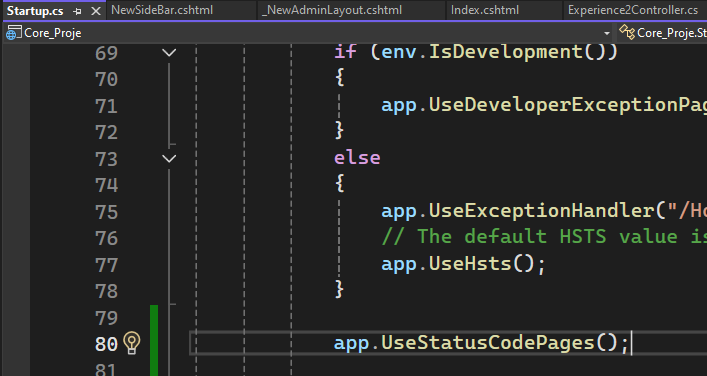 Startup.cs NewSideBar.cshtml _NewAdminLayout.cshtml Index.cshtml Experience2Controller.cs
Core_Proje Core_Proje.St
69 if (env.IsDevelopment())
70 {
71 app.UseDeveloperExceptionPag
72 }
73 else
74 {
75 app.UseExceptionHandler("/Ho
76 // The default HSTS value is
77 app.UseHsts();
78 }
79
80 app.UseStatusCodePages();
81